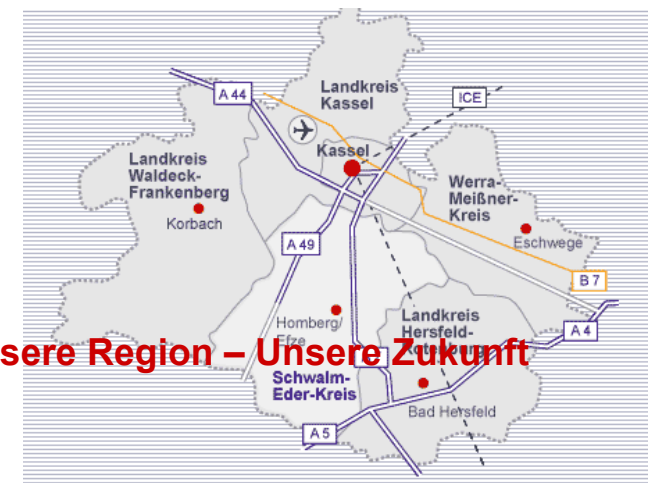 A 44
Landkreis
Kassel
ICE
Kassel
Landkreis
Waldeck-
Frankenberg
Korbach
Werra-
Meißner-
Kreis
Eschwege
A 49
B 7
Homberg/
Efze
Landkreis
Hersfeld-
Rotenburg
A 4
sere Region – Unsere Zukunft
Schwalm-
Eder-Kreis
Bad Hersfeld
A 5